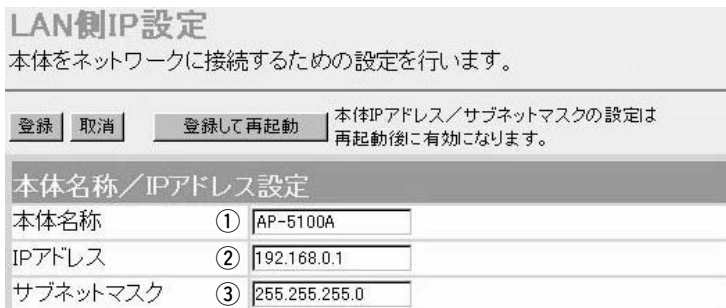 LAN側IP設定
本体をネットワークに接続するための設定を行います。
登録 取消 登録して再起動 本体IPアドレス／サブネットマスクの設定は
再起動後に有効になります。
本体名称／IPアドレス設定
本体名称 ① AP-5100A
IPアドレス ② 192.168.0.1
サブネットマスク ③ 255.255.255.0